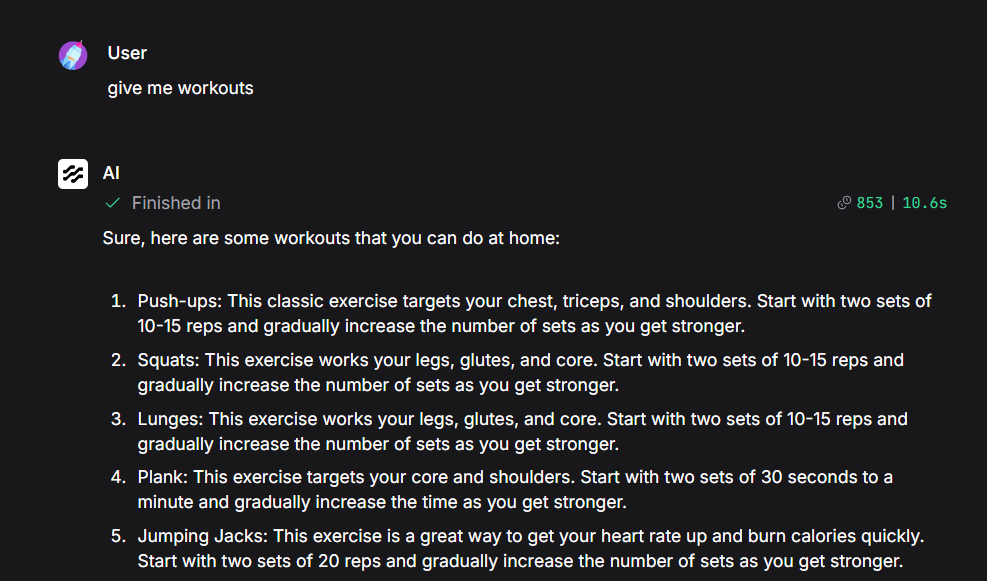 User
give me workouts
AI
Finished in
853 | 10.6s
Sure, here are some workouts that you can do at home:
1. Push-ups: This classic exercise targets your chest, triceps, and shoulders. Start with two sets of
10-15 reps and gradually increase the number of sets as you get stronger.
2. Squats: This exercise works your legs, glutes, and core. Start with two sets of 10-15 reps and
gradually increase the number of sets as you get stronger.
3. Lunges: This exercise works your legs, glutes, and core. Start with two sets of 10-15 reps and
gradually increase the number of sets as you get stronger.
4. Plank: This exercise targets your core and shoulders. Start with two sets of 30 seconds to a
minute and gradually increase the time as you get stronger.
5. Jumping Jacks: This exercise is a great way to get your heart rate up and burn calories quickly.
Start with two sets of 20 reps and gradually increase the number of sets as you get stronger.